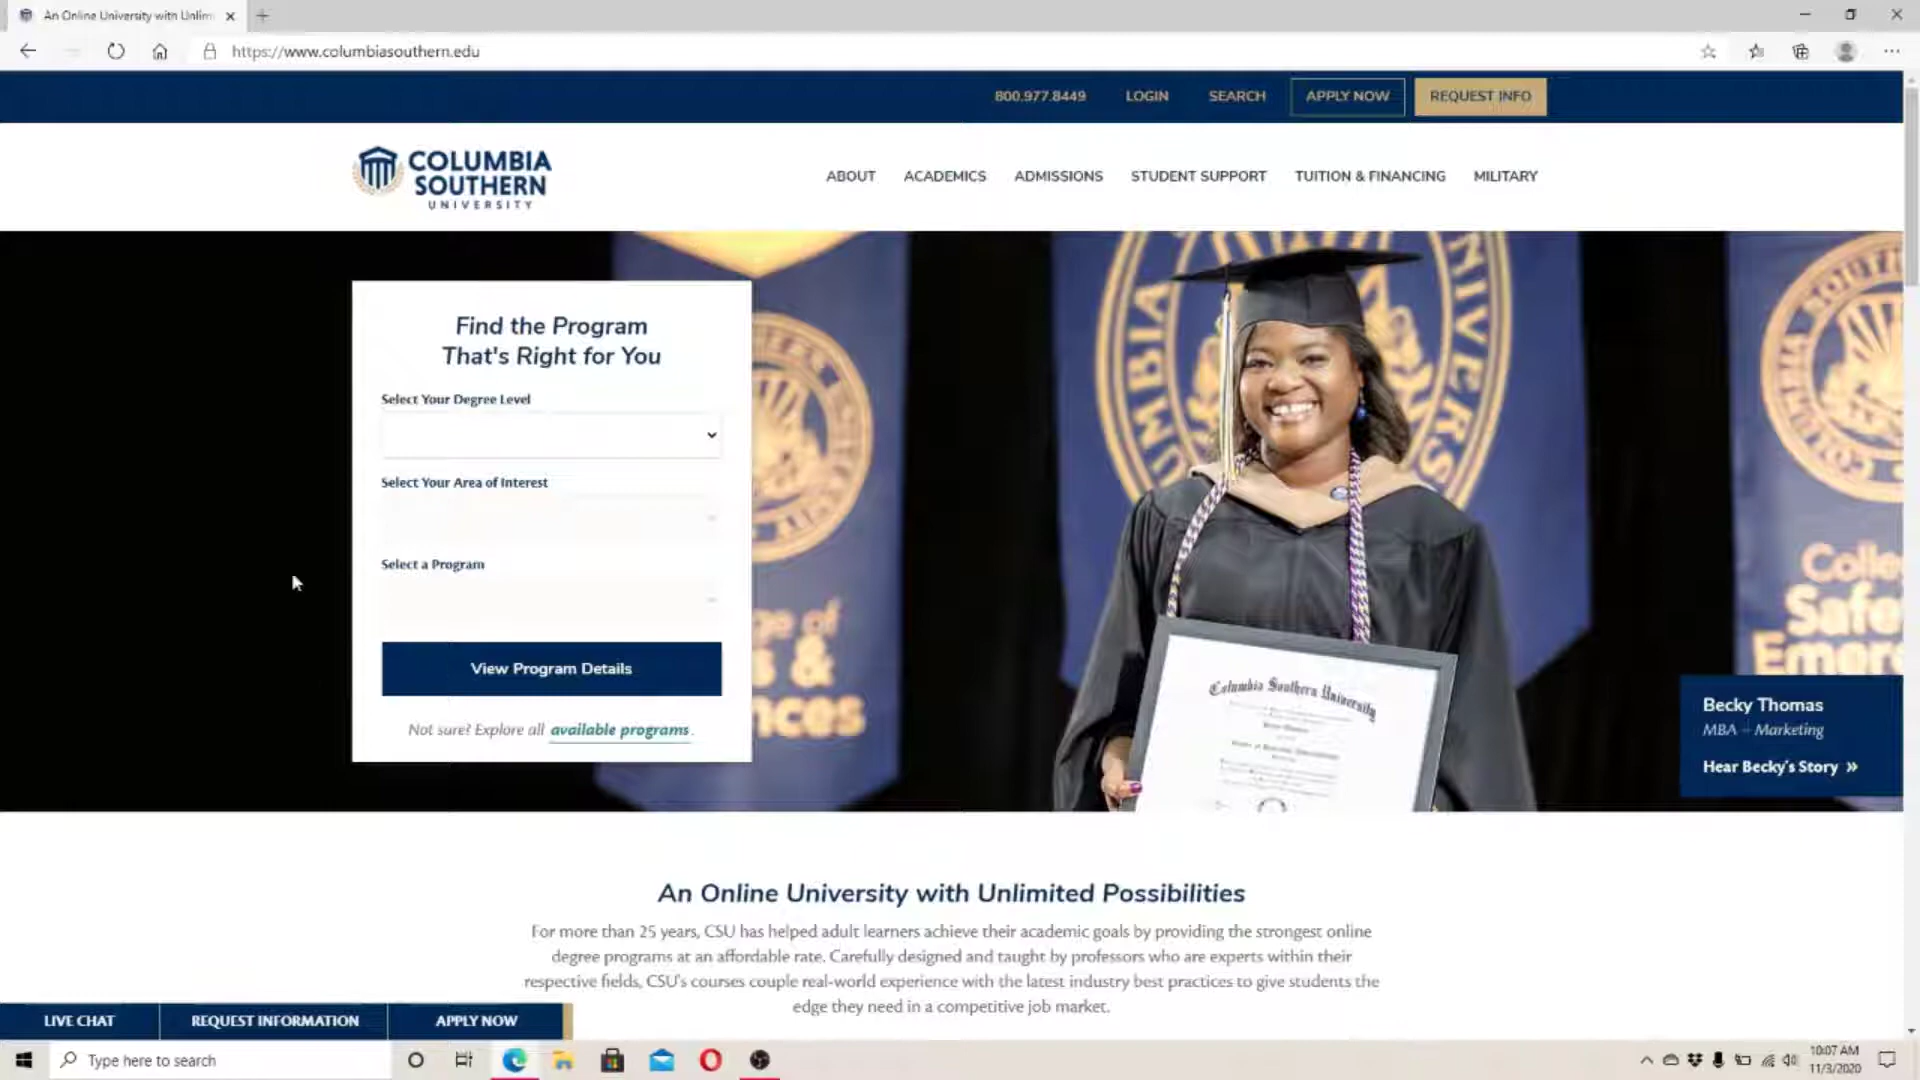 An Online University with Unlim
https://www.columbiasouthern.edu
800.977.8449 LOGIN SEARCH APPLY NOW REQUEST INFO
COLUMBIA
SOUTHERN
UNIVERSITY
ABOUT ACADEMICS ADMISSIONS STUDENT SUPPORT TUITION & FINANCING MILITARY
Find the Program
That's Right for You
Select Your Degree Level
Select Your Area of Interest
Select a Program
View Program Details
Not sure? Explore all available programs.
Columbia Southern University
Becky Thomas
MBA – Marketing
Hear Becky's Story »
An Online University with Unlimited Possibilities
For more than 25 years, CSU has helped adult learners achieve their academic goals by providing the strongest online
degree programs at an affordable rate. Carefully designed and taught by professors who are experts within their
respective fields, CSU's courses couple real-world experience with the latest industry best practices to give students the
edge they need in a competitive job market.
LIVE CHAT REQUEST INFORMATION APPLY NOW
Type here to search
10:07 AM
11/3/2020